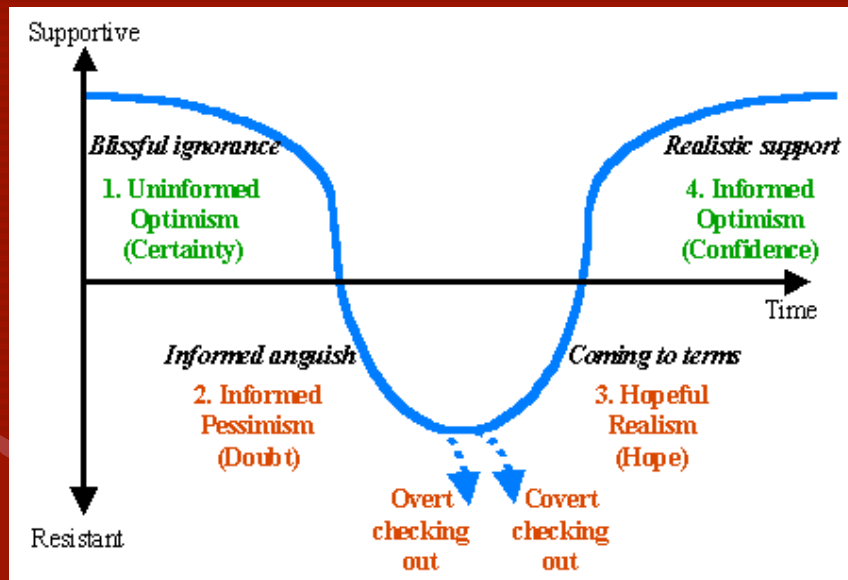 Supportive
Blissful ignorance
1. Uninformed
Optimism
(Certainty)
Realistic support
4. Informed
Optimism
(Confidence)
Time
Informed anguish
2. Informed
Pessimism
(Doubt)
Coming to terms
3. Hopeful
Realism
(Hope)
Overt
checking
out
Covert
checking
out
Resistant